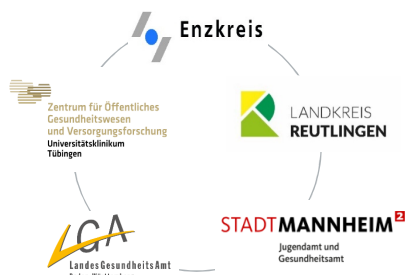 Enzkreis
Zentrum für Öffentliches
Gesundheitswesen
und Versorgungsforschung
Universitätsklinikum
Tübingen
LANDKREIS
REUTLINGEN
STADTMANNHEIM²
Jugendamt und
Gesundheitsamt
LGA
LandesGesundheitsAmt